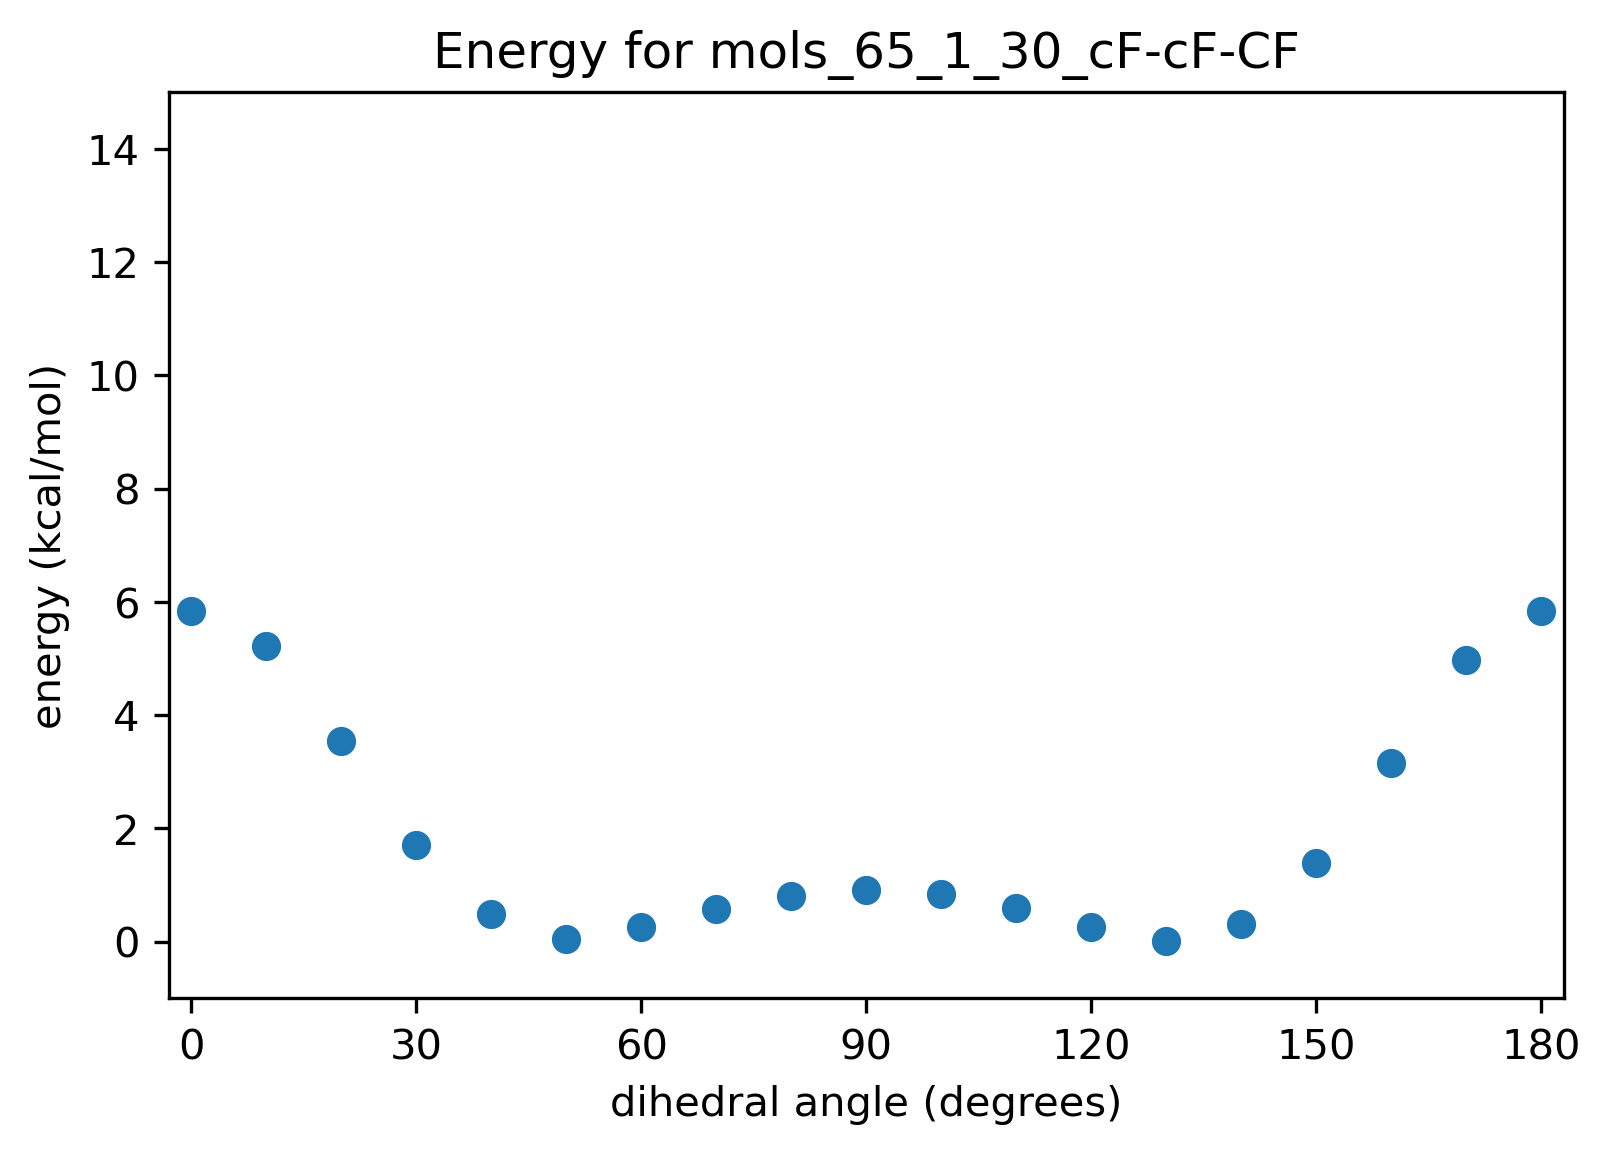 Energy for mols_65_1_30_cF-cF-CF
14
12
10
8
6
4
2
0
energy (kcal/mol)
0 30 60 90 120 150 180
dihedral angle (degrees)